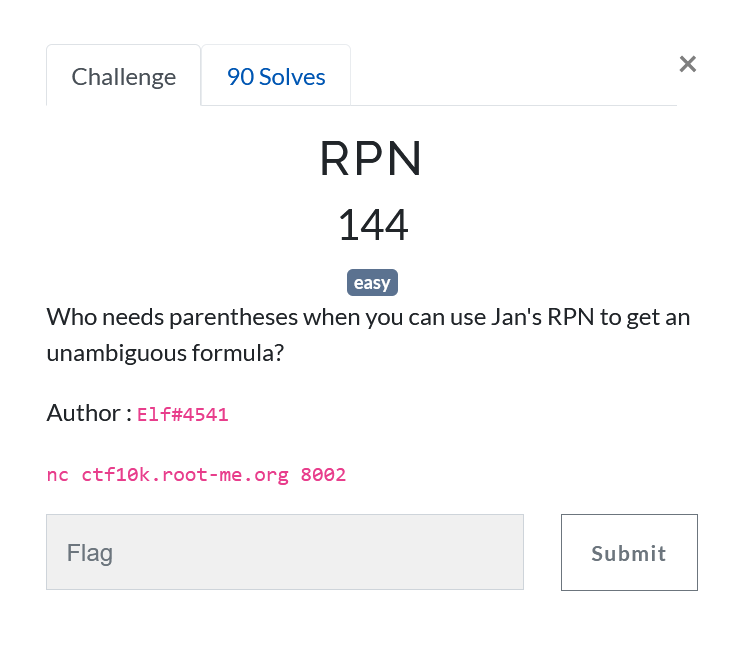 Challenge
90 Solves
×
RPN
144
easy
Who needs parentheses when you can use Jan's RPN to get an
unambiguous formula?
Author : Elf#4541
nc ctf10k.root-me.org 8002
Flag
Submit